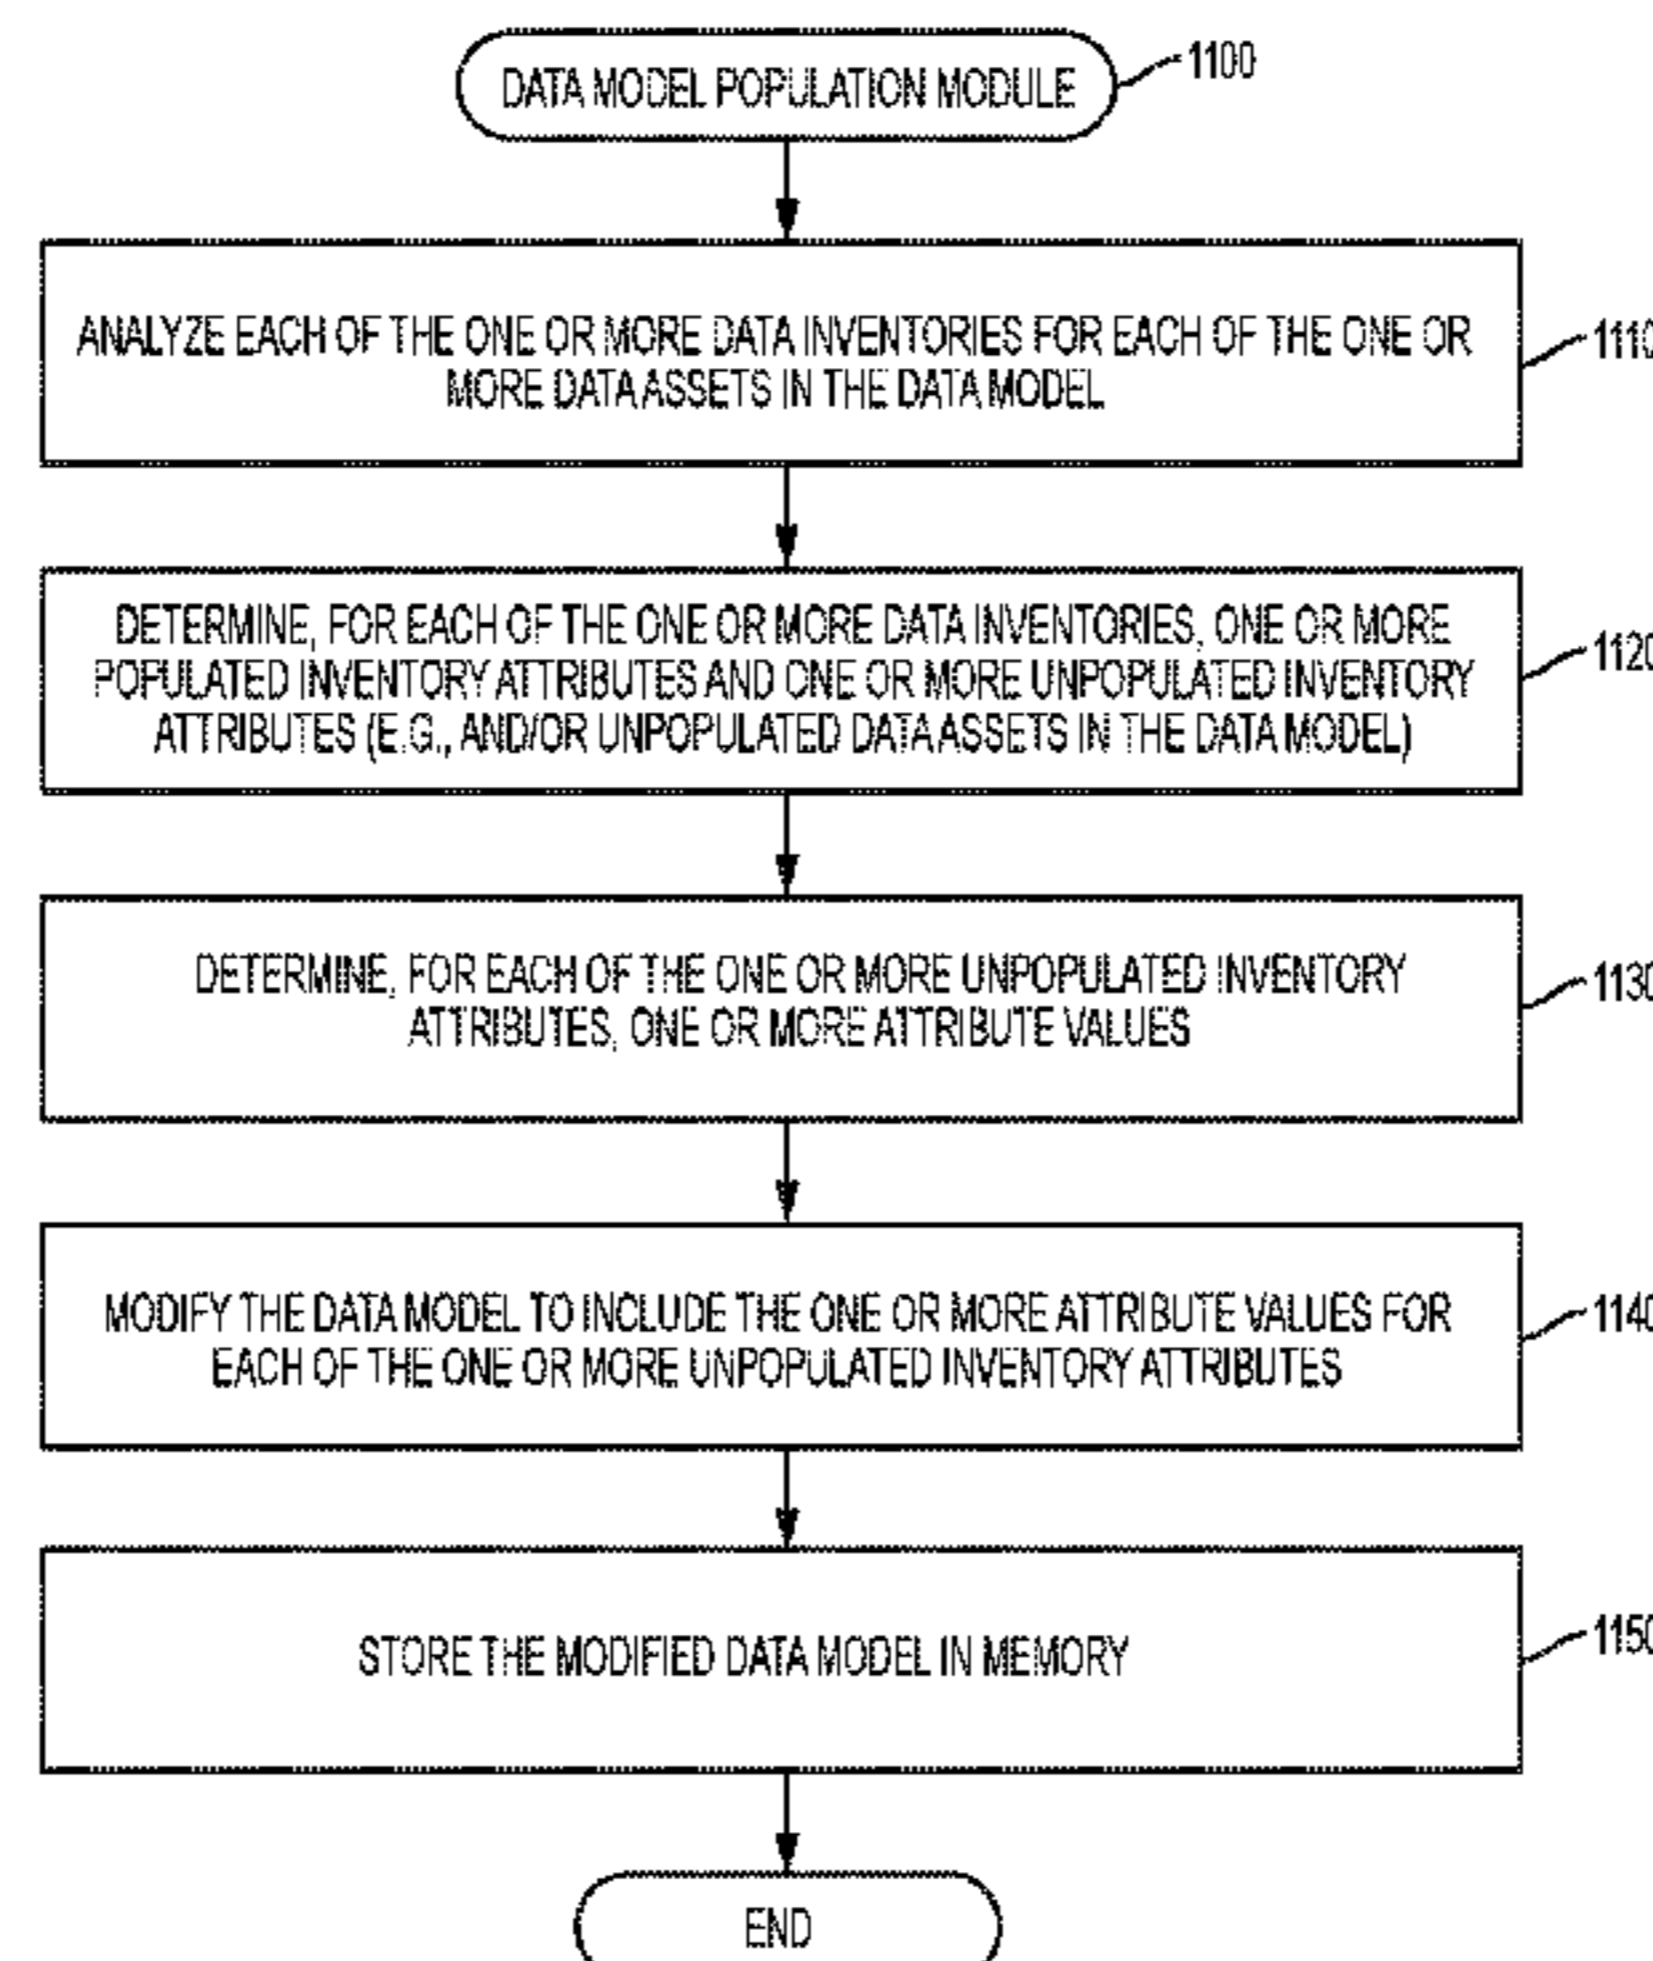 DATA MODEL POPULATION MODULE
1100
ANALYZE EACH OF THE ONE OR MORE DATA INVENTORIES FOR EACH OF THE ONE OR
MORE DATA ASSETS IN THE DATA MODEL
1110
DETERMINE, FOR EACH OF THE ONE OR MORE DATA INVENTORIES, ONE OR MORE
POPULATED INVENTORY ATTRIBUTES AND ONE OR MORE UNPOPULATED INVENTORY
ATTRIBUTES (E.G., AND/OR UNPOPULATED DATA ASSETS IN THE DATA MODEL)
1120
DETERMINE, FOR EACH OF THE ONE OR MORE UNPOPULATED INVENTORY
ATTRIBUTES, ONE OR MORE ATTRIBUTE VALUES
1130
MODIFY THE DATA MODEL TO INCLUDE THE ONE OR MORE ATTRIBUTE VALUES FOR
EACH OF THE ONE OR MORE UNPOPULATED INVENTORY ATTRIBUTES
1140
STORE THE MODIFIED DATA MODEL IN MEMORY
1150
END